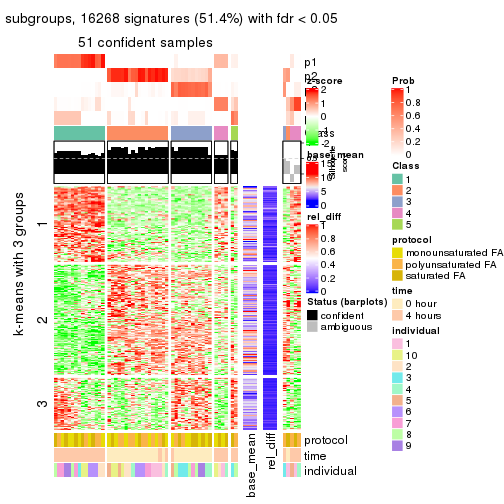 subgroups, 16268 signatures (51.4%) with fdr < 0.05
51 confident samples
k-means with 3 groups
1
2
3
p1
p2
z-score
2
1
-1
-2
base_mean
15
10
5
0
rel_diff
1
0.8
0.6
0.4
0.2
0
Status (barplots)
confident
ambiguous
Prob
1
0.8
0.6
0.4
0.2
0
Class
1
2
3
4
5
protocol
monounsaturated FA
polyunsaturated FA
saturated FA
time
0 hour
4 hours
individual
1
10
2
3
4
5
6
7
8
9
protocol
time
individual
base_mean
rel_diff